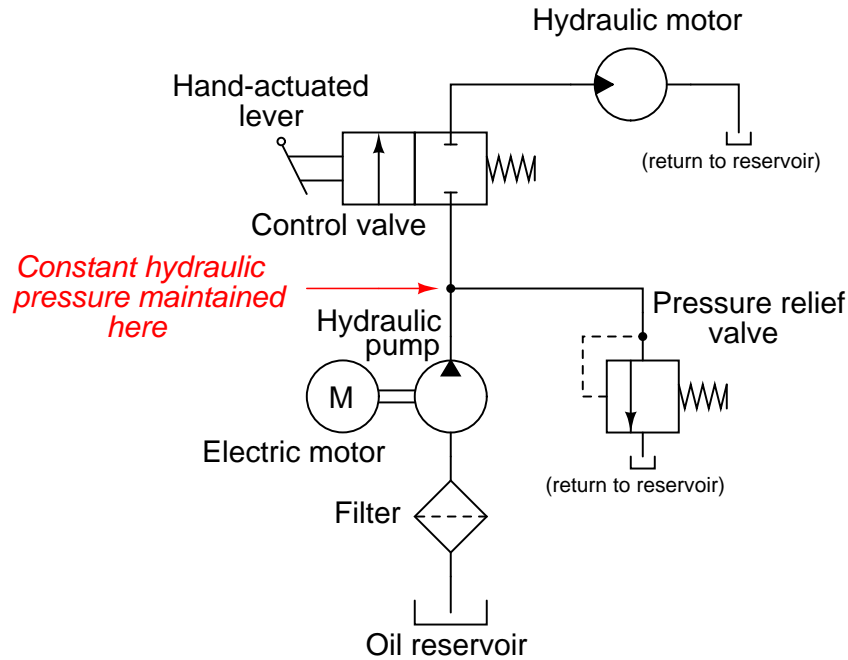 Hydraulic motor
Hand-actuated
lever
(return to reservoir)
Control valve
Constant hydraulic
pressure maintained
here
Hydraulic
pump
Pressure relief
valve
M
Electric motor
(return to reservoir)
Filter
Oil reservoir